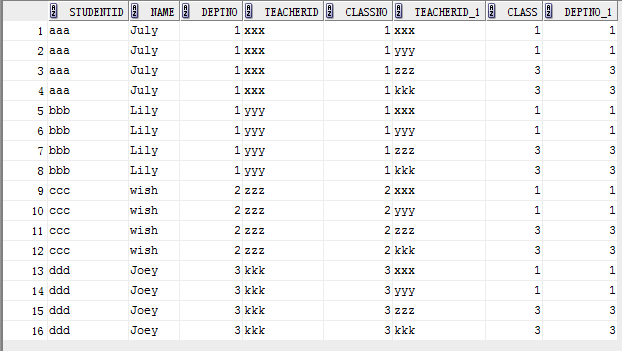 STUDENTID NAME DEPTNO TEACHERID CLASSNO TEACHERID_1 CLASS DEPTNO_1
1 aaa July 1 xxx 1 xxx 1 1
2 aaa July 1 xxx 1 yyy 1 1
3 aaa July 1 xxx 1 zzz 3 3
4 aaa July 1 xxx 1 kkk 3 3
5 bbb Lily 1 yyy 1 xxx 1 1
6 bbb Lily 1 yyy 1 yyy 1 1
7 bbb Lily 1 yyy 1 zzz 3 3
8 bbb Lily 1 yyy 1 kkk 3 3
9 ccc wish 2 zzz 2 xxx 1 1
10 ccc wish 2 zzz 2 yyy 1 1
11 ccc wish 2 zzz 2 zzz 3 3
12 ccc wish 2 zzz 2 kkk 3 3
13 ddd Joey 3 kkk 3 xxx 1 1
14 ddd Joey 3 kkk 3 yyy 1 1
15 ddd Joey 3 kkk 3 zzz 3 3
16 ddd Joey 3 kkk 3 kkk 3 3